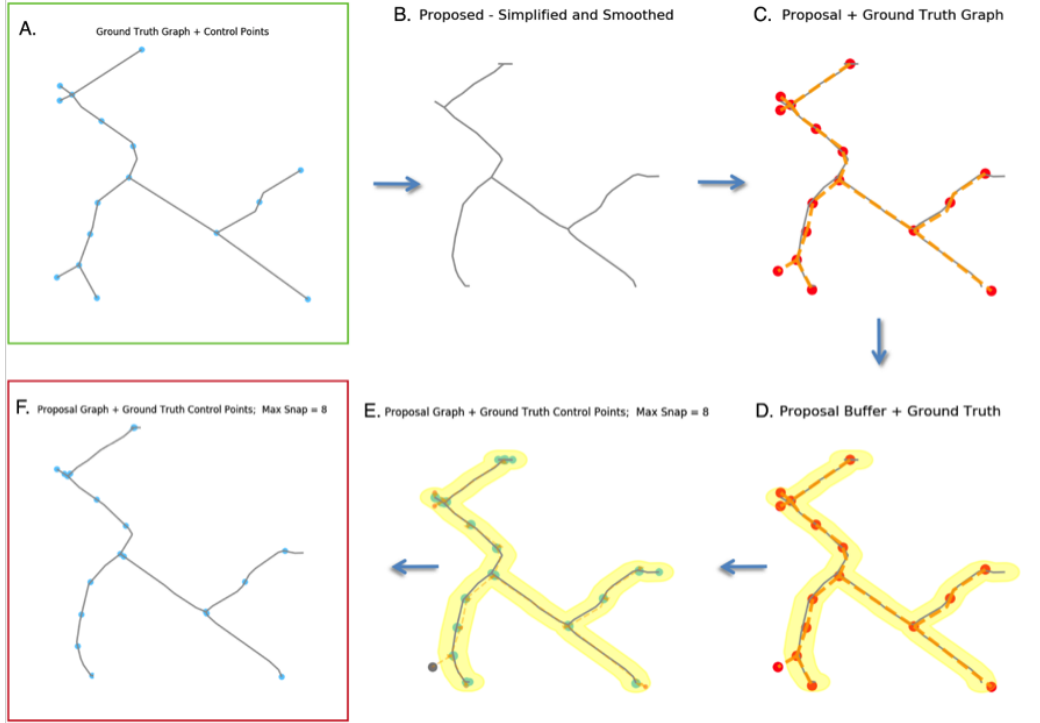 A.
Ground Truth Graph + Control Points
B. Proposed - Simplified and Smoothed
C. Proposal + Ground Truth Graph
F. Proposal Graph + Ground Truth Control Points; Max Snap = 8
E. Proposal Graph + Ground Truth Control Points; Max Snap = 8
D. Proposal Buffer + Ground Truth